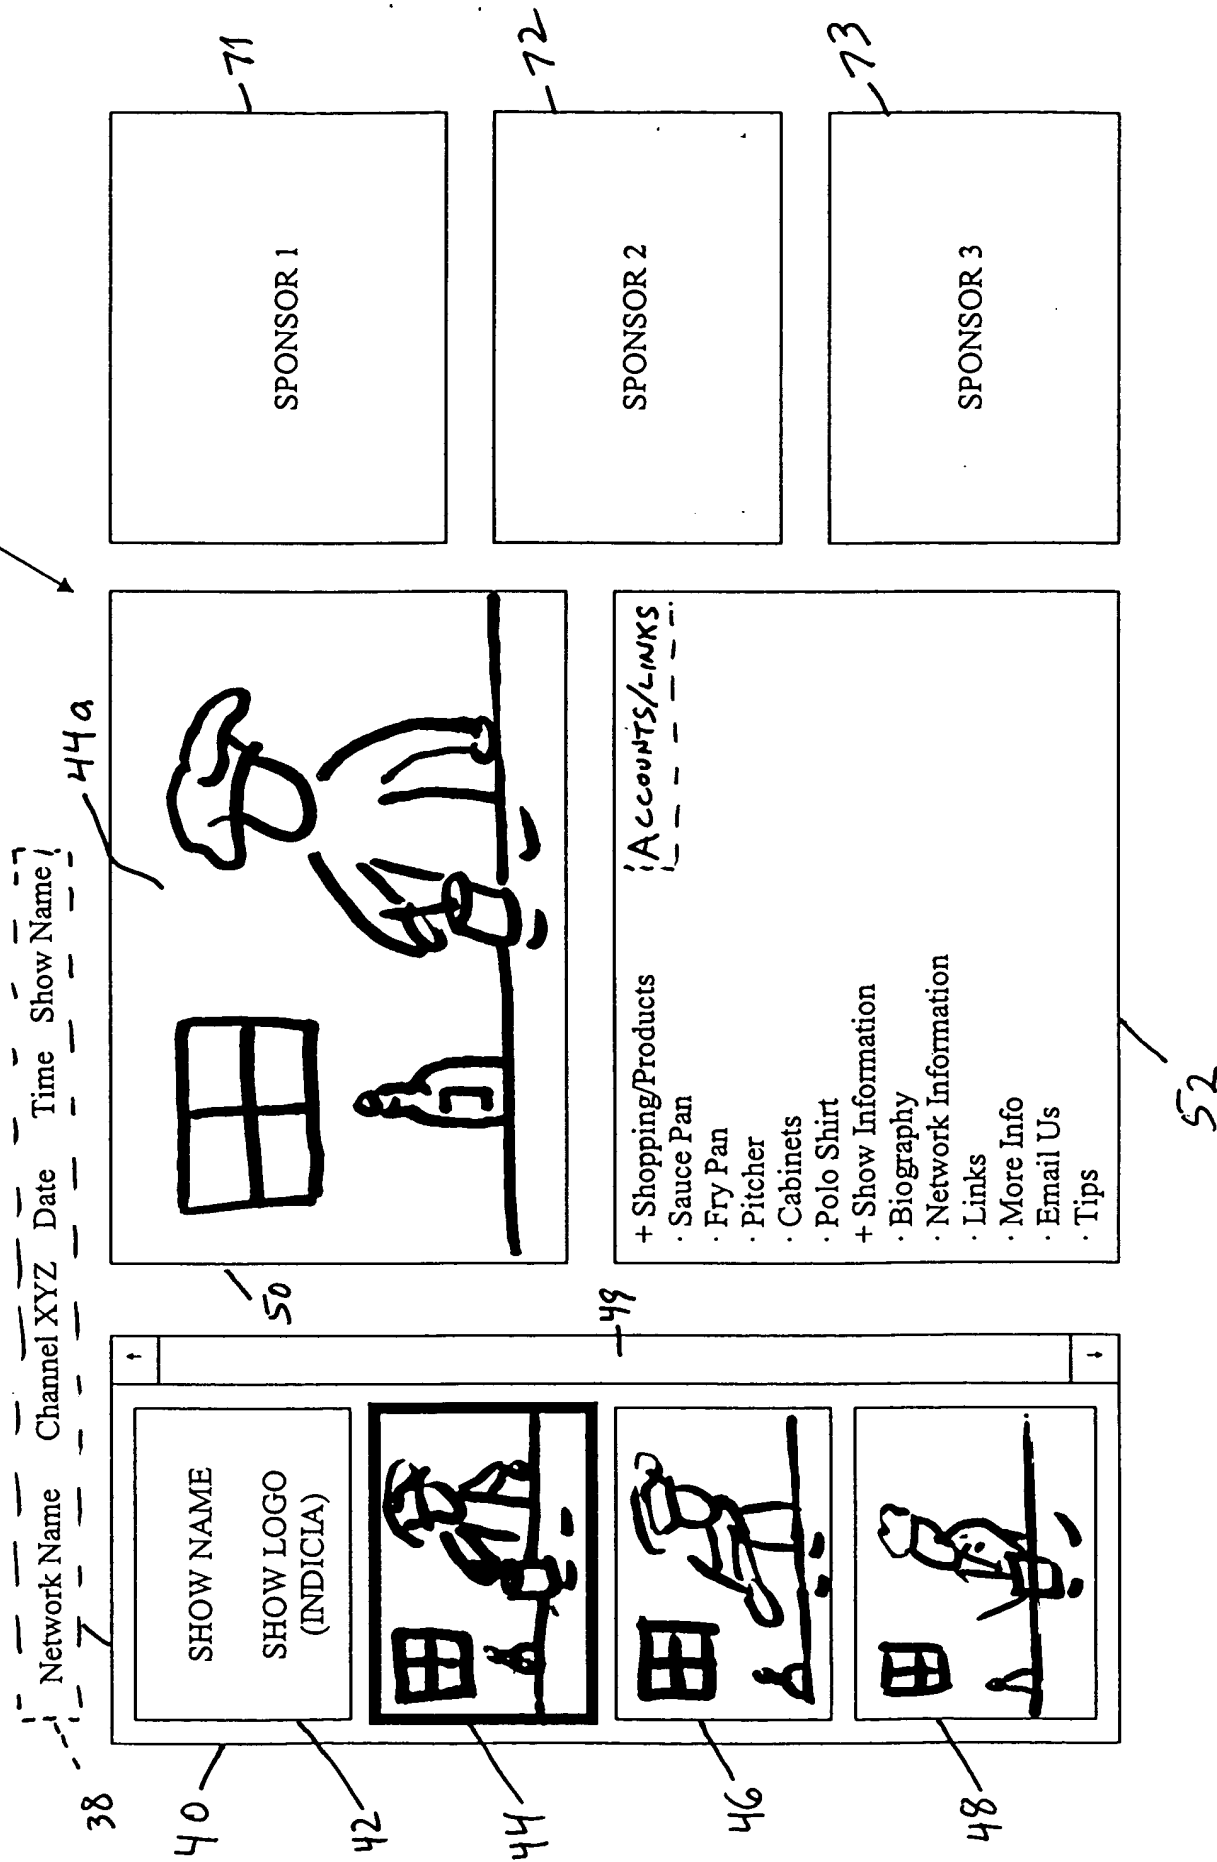 Network Name Channel XYZ Date Time Show Name
38
40
42
44
46
48
SHOW NAME
SHOW LOGO
(INDICIA)
↑
↓
49
50
44a
+ Shopping/Products
· Sauce Pan
· Fry Pan
· Pitcher
· Cabinets
· Polo Shirt
+ Show Information
· Biography
· Network Information
· Links
· More Info
· Email Us
· Tips
ACCOUNTS/LINKS
52
SPONSOR 1
71
SPONSOR 2
72
SPONSOR 3
73